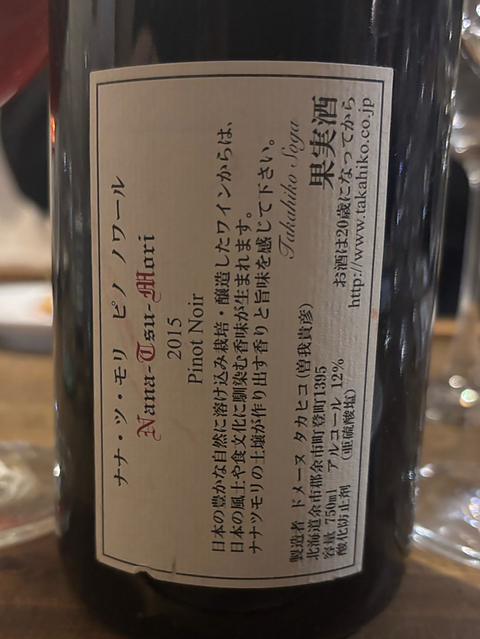 ナナ・ツ・モリ ピノ ノワール
Nana-Tsu-Mori
2015
Pinot Noir
日本の豊かな自然に溶け込み栽培・醸造したワインからは、
日本の風土や食文化に馴染む香味が生まれます。
ナナツモリの土壌が作り出す香りと旨味を感じて下さい。
Takahiko Soga
果実酒
製造者 ドメーヌ タカヒコ(曽我貴彦)
北海道余市郡余市町登町1395
容量 750ml アルコール 12%
酸化防止剤 (亜硫酸塩)
お酒は20歳になってから
http://www.takahiko.co.jp